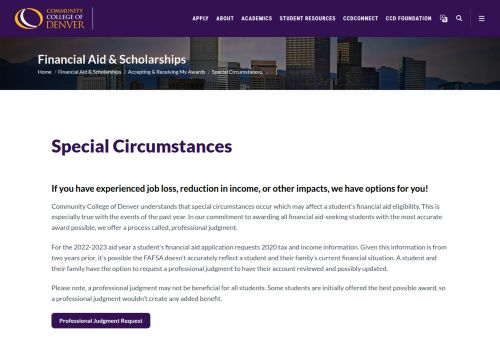 COMMUNITY
COLLEGE OF
DENVER
APPLY ABOUT ACADEMICS STUDENT RESOURCES CCDCONNECT CCD FOUNDATION
Financial Aid & Scholarships
Home / Financial Aid & Scholarships / Accepting & Receiving My Awards / Special Circumstances
Special Circumstances
If you have experienced job loss, reduction in income, or other impacts, we have options for you!
Community College of Denver understands that special circumstances occur which may affect a student's financial aid eligibility. This is
especially true with the events of the past year. In our commitment to awarding all financial aid-seeking students with the most accurate
award possible, we offer a process called, professional judgment.
For the 2022-2023 aid year a student's financial aid application requests 2020 tax and income information. Given this information is from
two years prior, it's possible the FAFSA doesn't accurately reflect a student and their family's current financial situation. A student and
their family have the option to request a professional judgment to have their account reviewed and possibly updated.
Please note, a professional judgment may not be beneficial for all students. Some students are initially offered the best possible award, so
a professional judgment wouldn't create any added benefit.
Professional Judgment Request